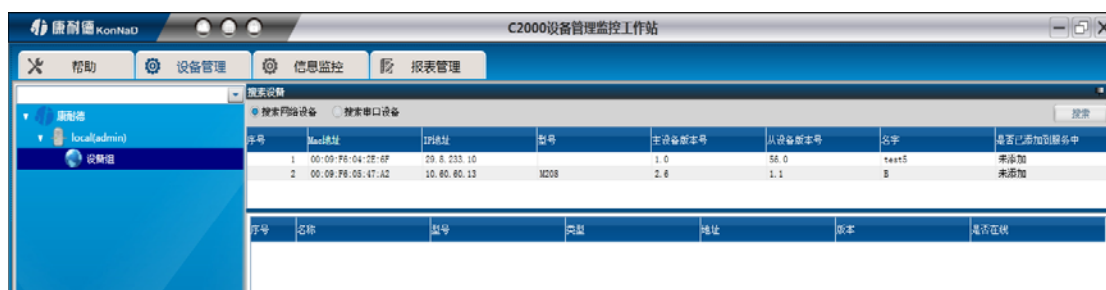 康耐德 KonNaD
C2000设备管理监控工作站
帮助 设备管理 信息监控 报表管理
搜索设备
搜索网络设备 搜索串口设备 搜索
康耐德
local(admin)
设备组
序号 Mac地址 IP地址 型号 主设备版本号 从设备版本号 名字 是否已添加到服务中
1 00:09:F6:04:2E:6F 29.8.233.10 1.0 56.0 test5 未添加
2 00:09:F6:05:47:A2 10.60.60.13 M208 2.6 1.1 B 未添加
序号 名称 型号 类型 地址 版本 是否在线